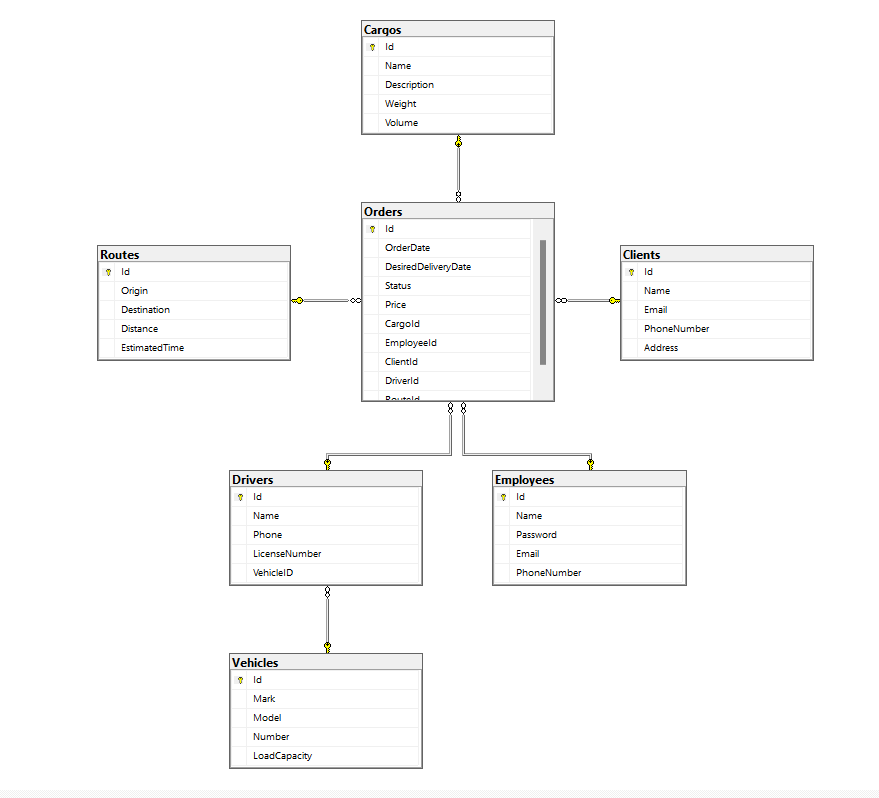 Cargos
Id
Name
Description
Weight
Volume
Orders
Id
OrderDate
DesiredDeliveryDate
Status
Price
CargoId
EmployeeId
ClientId
DriverId
RouteId
Routes
Id
Origin
Destination
Distance
EstimatedTime
Clients
Id
Name
Email
PhoneNumber
Address
Drivers
Id
Name
Phone
LicenseNumber
VehicleID
Employees
Id
Name
Password
Email
PhoneNumber
Vehicles
Id
Mark
Model
Number
LoadCapacity